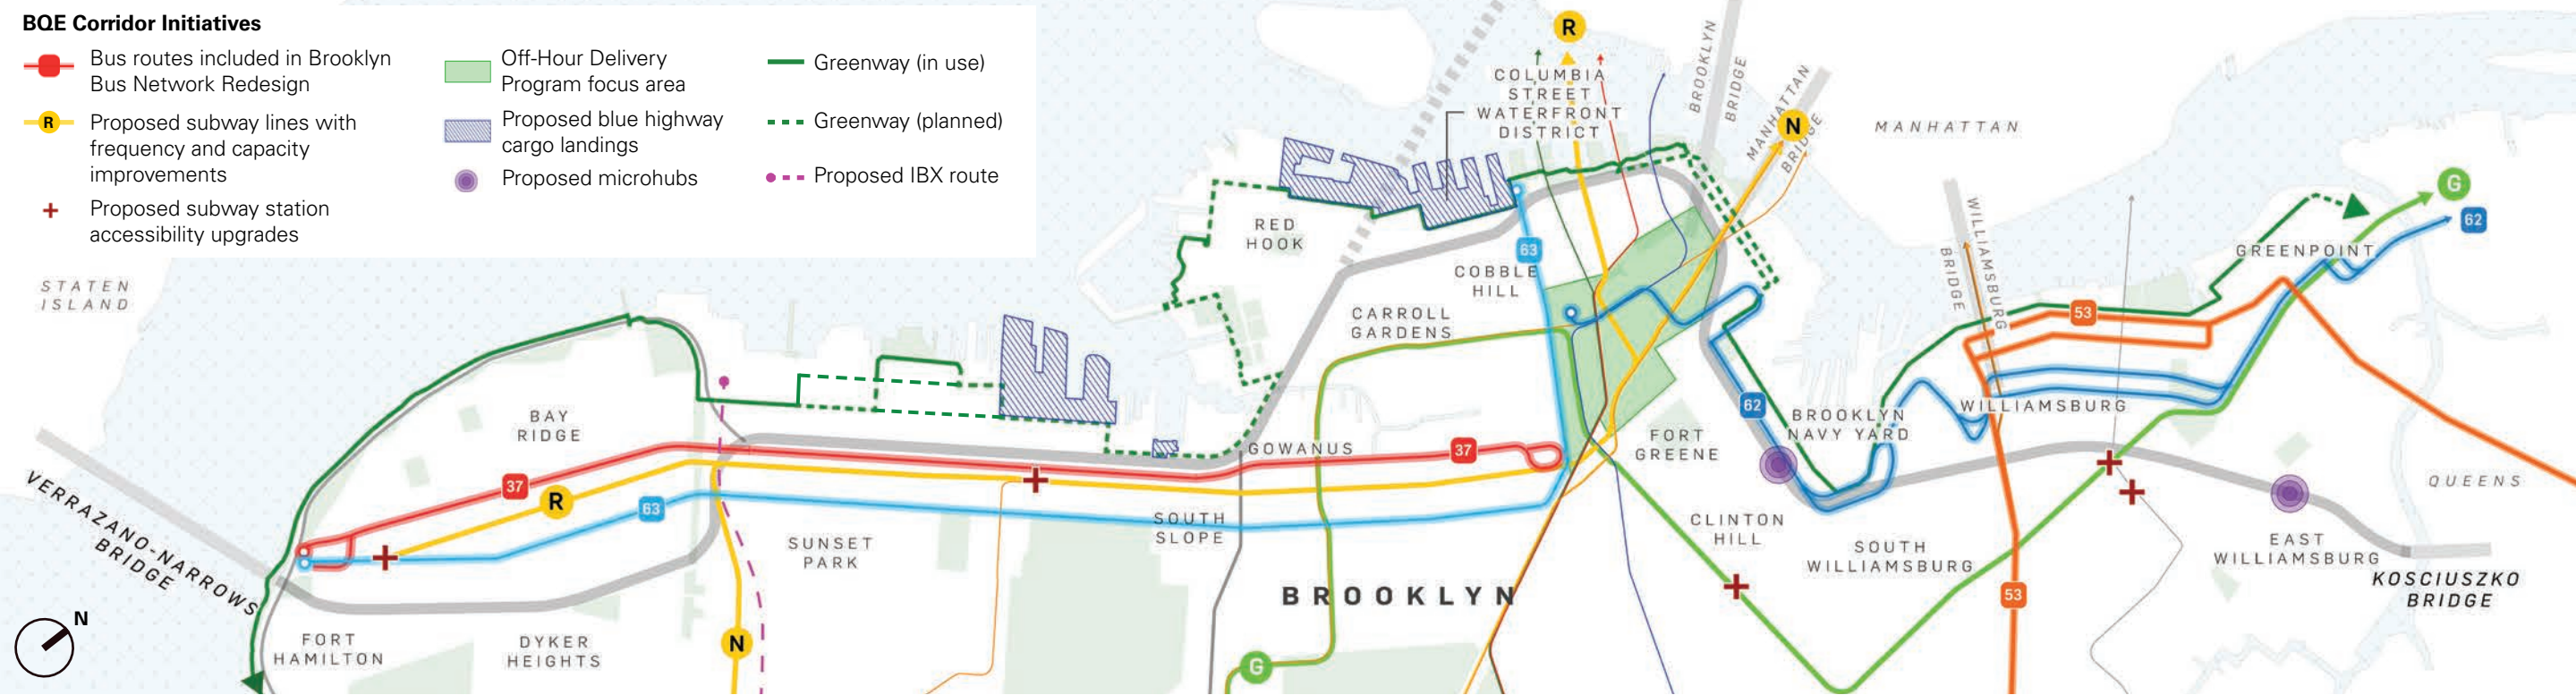 BQE Corridor Initiatives
Bus routes included in Brooklyn
Bus Network Redesign
R
Proposed subway lines with
frequency and capacity
improvements
Proposed subway station
accessibility upgrades
Off-Hour Delivery
Program focus area
Proposed blue highway
cargo landings
Proposed microhubs
Greenway (in use)
Greenway (planned)
Proposed IBX route
R
COLUMBIA
STREET
WATERFRONT
DISTRICT
BROOKLYN
BRIDGE
MANHATTAN
BRIDGE
N
MANHATTAN
G
62
WILLIAMSBURG
BRIDGE
GREENPOINT
RED
HOOK
63
COBBLE
HILL
STATEN
ISLAND
CARROLL
GARDENS
53
BAY
RIDGE
62
BROOKLYN
NAVY YARD
WILLIAMSBURG
GOWANUS
37
FORT
GREENE
VERRAZANO-NARROWS
BRIDGE
37
R
63
QUEENS
SOUTH
SLOPE
CLINTON
HILL
SUNSET
PARK
SOUTH
WILLIAMSBURG
EAST
WILLIAMSBURG
KOSCIUSZKO
BRIDGE
BROOKLYN
53
N
FORT
HAMILTON
DYKER
HEIGHTS
N
G